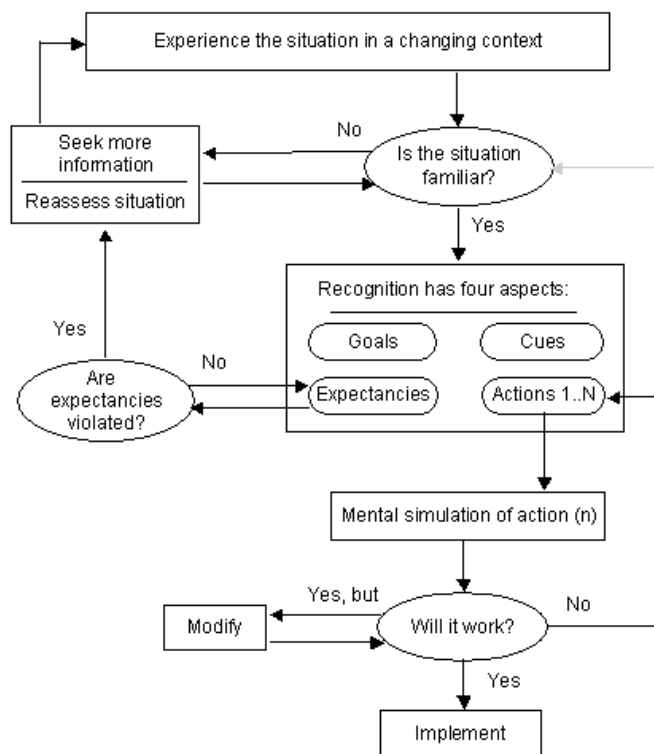 Experience the situation in a changing context
No
Seek more
information
Reassess situation
Is the situation
familiar?
Yes
Recognition has four aspects:
Goals
Cues
Expectancies
Actions 1..N
Yes
No
Are
expectancies
violated?
Mental simulation of action (n)
Yes, but
No
Modify
Will it work?
Yes
Implement